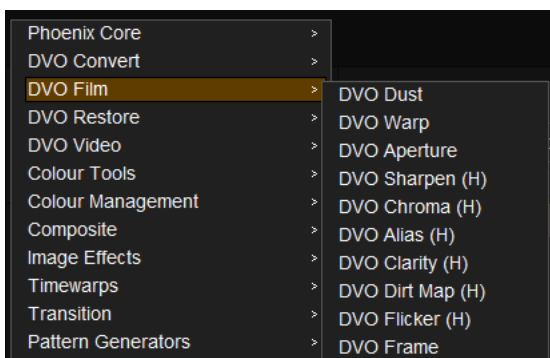 Phoenix Core >
DVO Convert >
DVO Film >
DVO Restore >
DVO Video >
Colour Tools >
Colour Management >
Composite >
Image Effects >
Timewarps >
Transition >
Pattern Generators >
DVO Dust
DVO Warp
DVO Aperture
DVO Sharpen (H)
DVO Chroma (H)
DVO Alias (H)
DVO Clarity (H)
DVO Dirt Map (H)
DVO Flicker (H)
DVO Frame